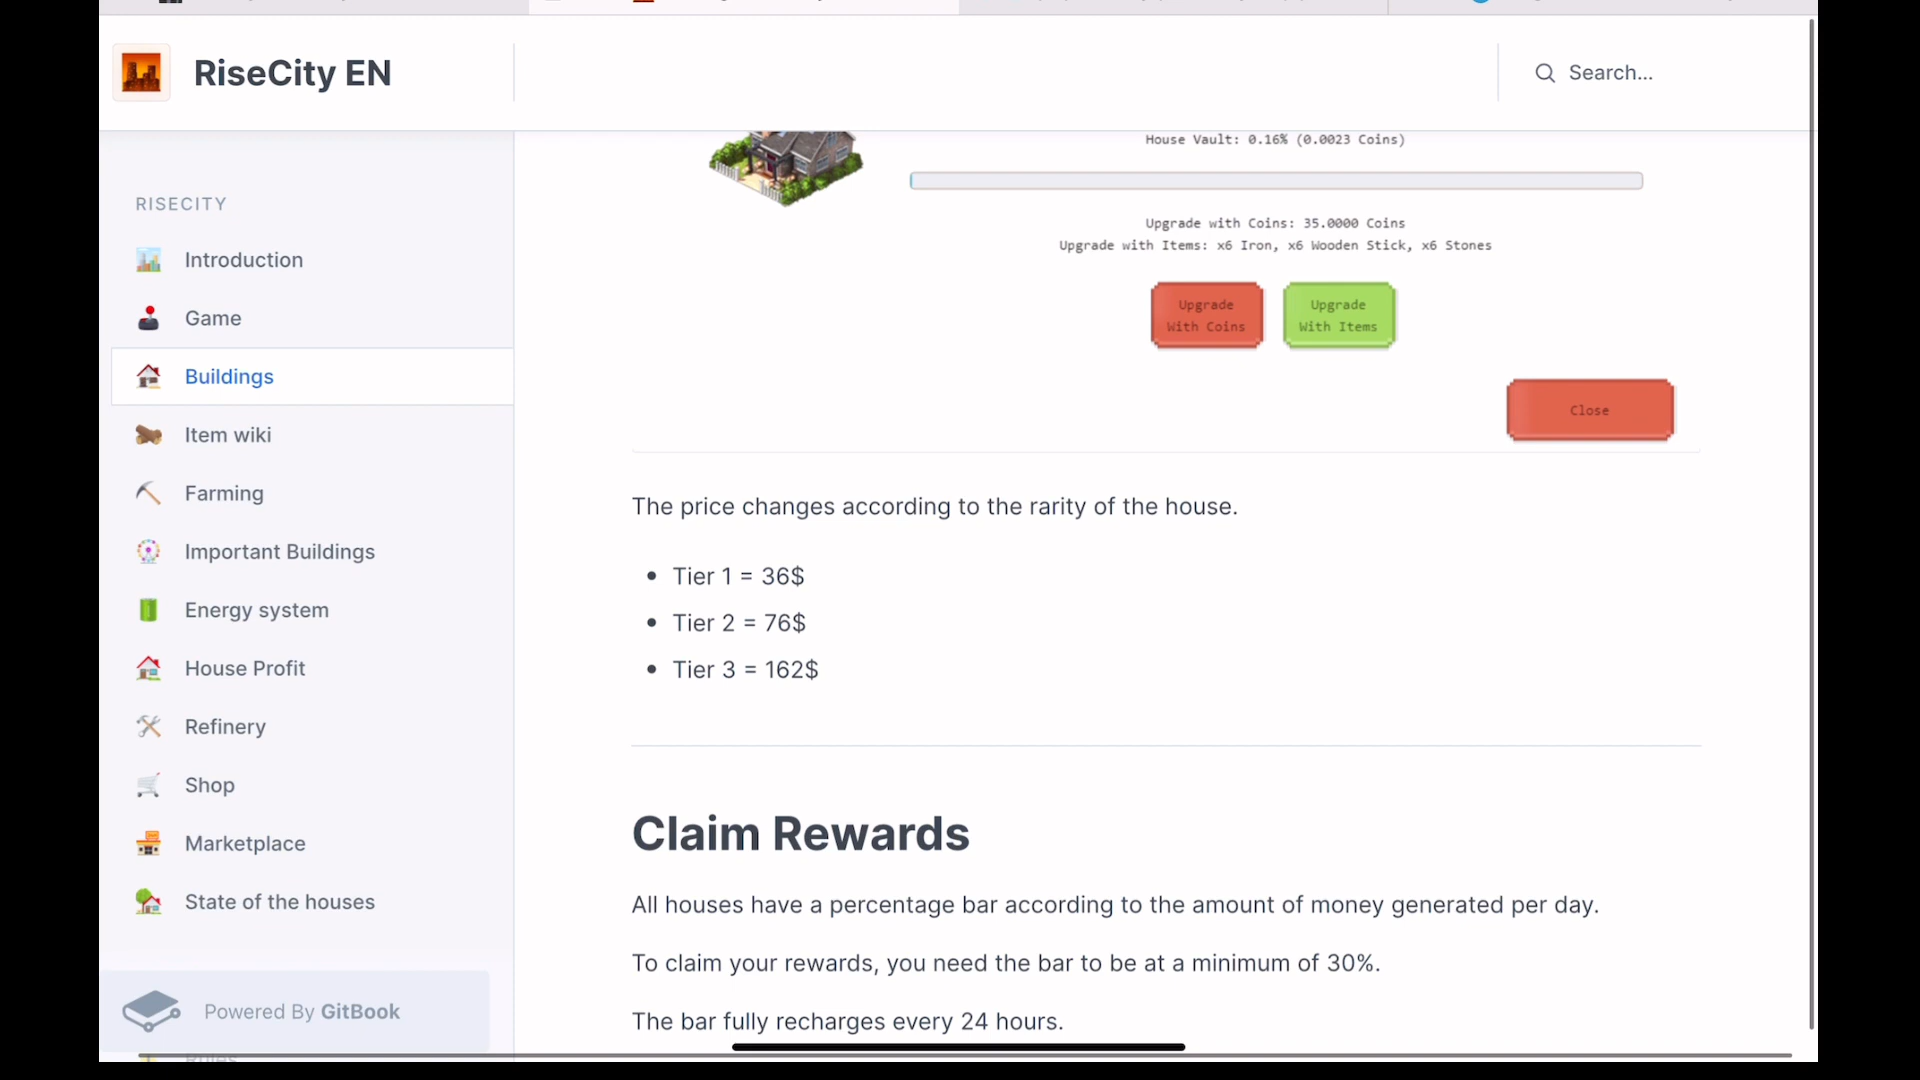 RiseCity EN
Search...
RISECITY
Introduction
Game
Buildings
Item wiki
Farming
Important Buildings
Energy system
House Profit
Refinery
Shop
Marketplace
State of the houses
Powered By GitBook
Rules
House Vault: 0.16% (0.0023 Coins)
Upgrade with Coins: 35.0000 Coins
Upgrade with Items: x6 Iron, x6 Wooden Stick, x6 Stones
Upgrade
With Coins
Upgrade
With Items
Close
The price changes according to the rarity of the house.
• Tier 1 = 36$
• Tier 2 = 76$
• Tier 3 = 162$
Claim Rewards
All houses have a percentage bar according to the amount of money generated per day.
To claim your rewards, you need the bar to be at a minimum of 30%.
The bar fully recharges every 24 hours.